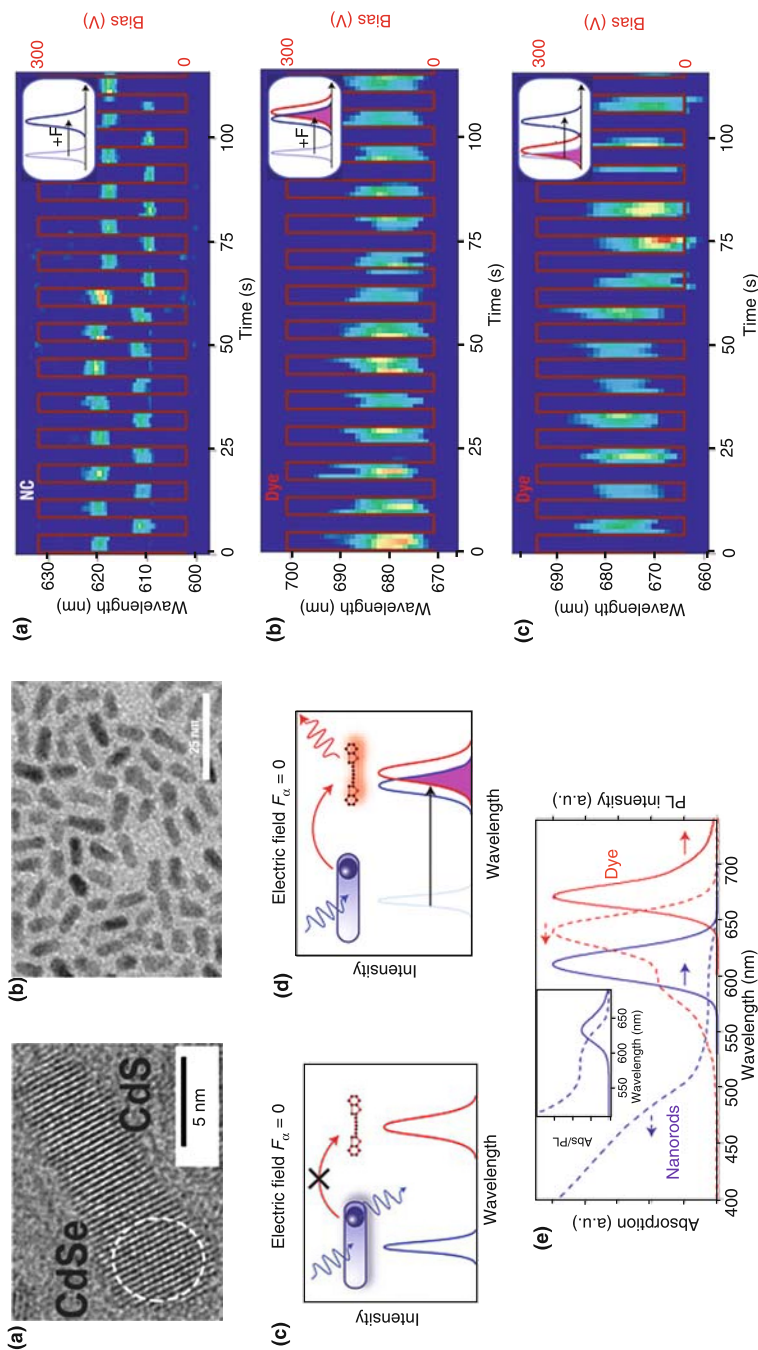 (a)
CdSe
CdS
5 nm
(b)
25 nm
(c)
Electric field Fα = 0
Intensity
Wavelength
(d)
Electric field Fα = 0
Intensity
Wavelength
(e)
Absorption (a.u.)
PL intensity (a.u.)
Nanorods
Dye
400 450 500 550 600 650 700
Wavelength (nm)
Abs/PL
550 600 650
Wavelength (nm)
(a)
NC
+F
Wavelength (nm)
630
620
610
600
0 25 50 75 100
Time (s)
Bias (V)
300
0
(b)
Dye
+F
Wavelength (nm)
700
690
680
670
0 25 50 75 100
Time (s)
Bias (V)
300
0
(c)
Dye
Wavelength (nm)
690
680
670
660
0 25 50 75 100
Time (s)
Bias (V)
300
0